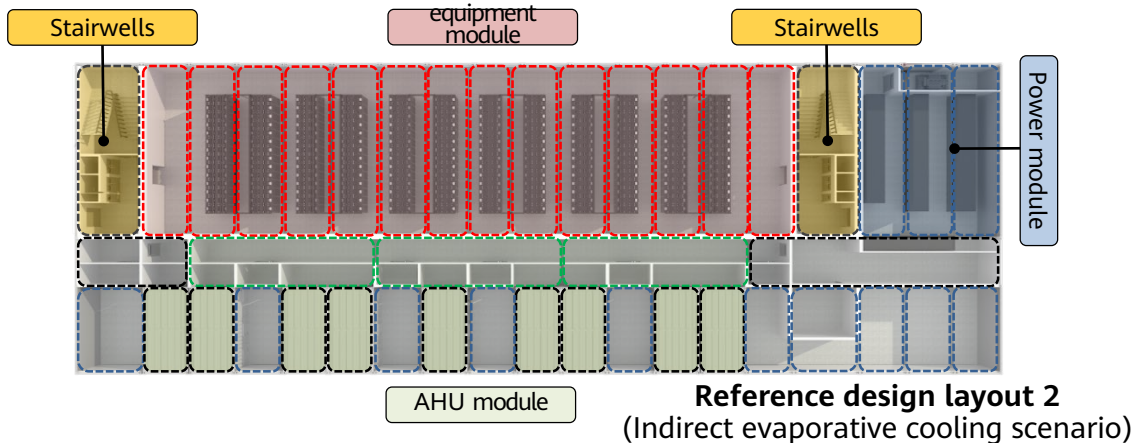 Stairwells
equipment
module
Stairwells
Power module
AHU module
Reference design layout 2
(Indirect evaporative cooling scenario)